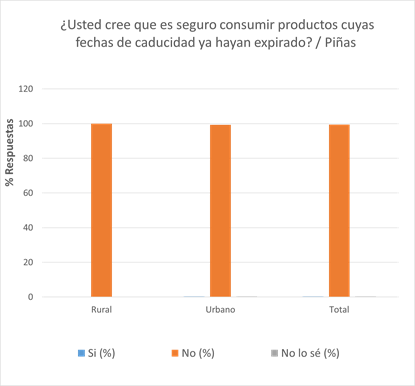 ¿Usted cree que es seguro consumir productos cuyas
fechas de caducidad ya hayan expirado? / Piñas
% Respuestas
120
100
80
60
40
20
0
Rural
Urbano
Total
Si (%)
No (%)
No lo sé (%)